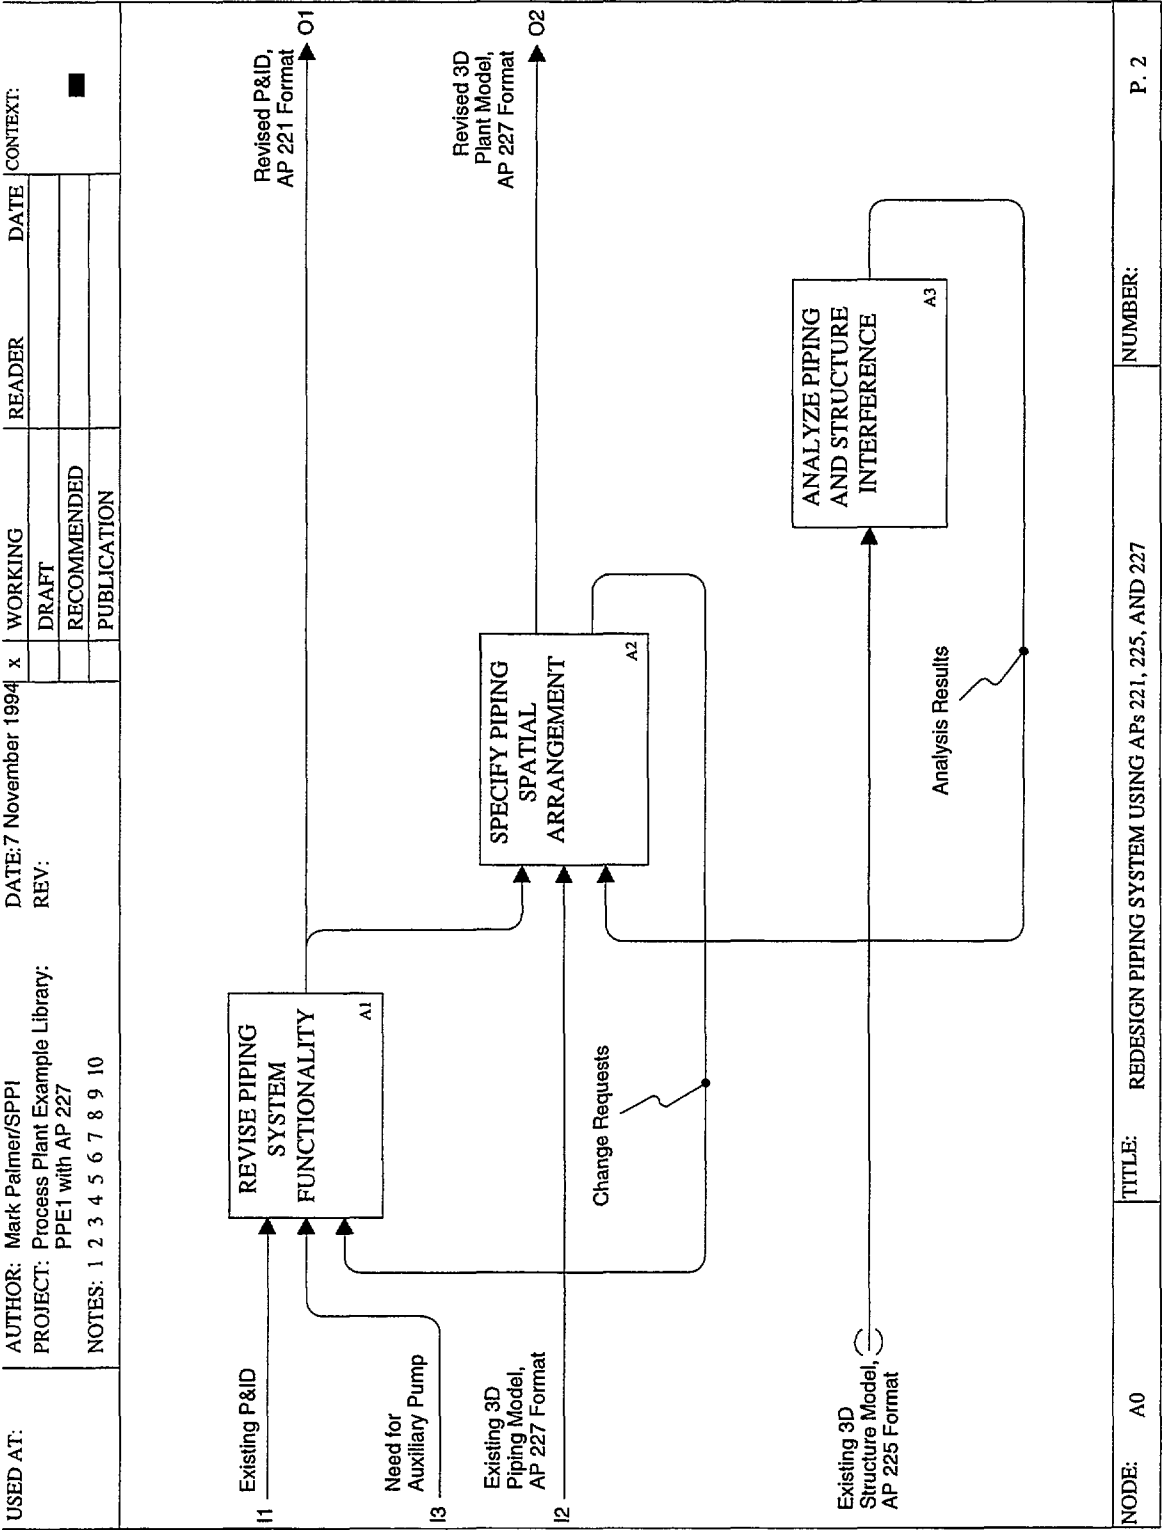 USED AT:
AUTHOR: Mark Palmer/SPPI
PROJECT: Process Plant Example Library:
PPE1 with AP 227
NOTES: 1 2 3 4 5 6 7 8 9 10
DATE:7 November 1994
REV:
x WORKING
DRAFT
RECOMMENDED
PUBLICATION
READER DATE
CONTEXT:
I1
Existing P&ID
I3
Need for
Auxiliary Pump
I2
Existing 3D
Piping Model,
AP 227 Format
Existing 3D
Structure Model,
AP 225 Format
REVISE PIPING
SYSTEM
FUNCTIONALITY
A1
Change Requests
SPECIFY PIPING
SPATIAL
ARRANGEMENT
A2
Analysis Results
ANALYZE PIPING
AND STRUCTURE
INTERFERENCE
A3
Revised P&ID,
AP 221 Format
O1
Revised 3D
Plant Model,
AP 227 Format
O2
NODE: A0
TITLE: REDESIGN PIPING SYSTEM USING APs 221, 225, AND 227
NUMBER: P. 2